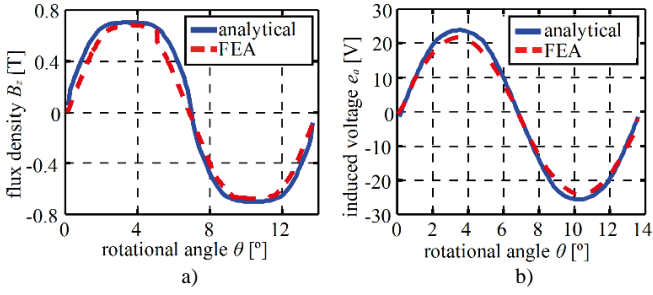 flux density Bz [T]
0.8
0.4
0
-0.4
-0.8
analytical
FEA
0
4
8
12
rotational angle θ [º]
a)
induced voltage ea [V]
30
20
10
0
-10
-20
-30
analytical
FEA
0
2
4
6
8
10
12
14
rotational angle θ [º]
b)